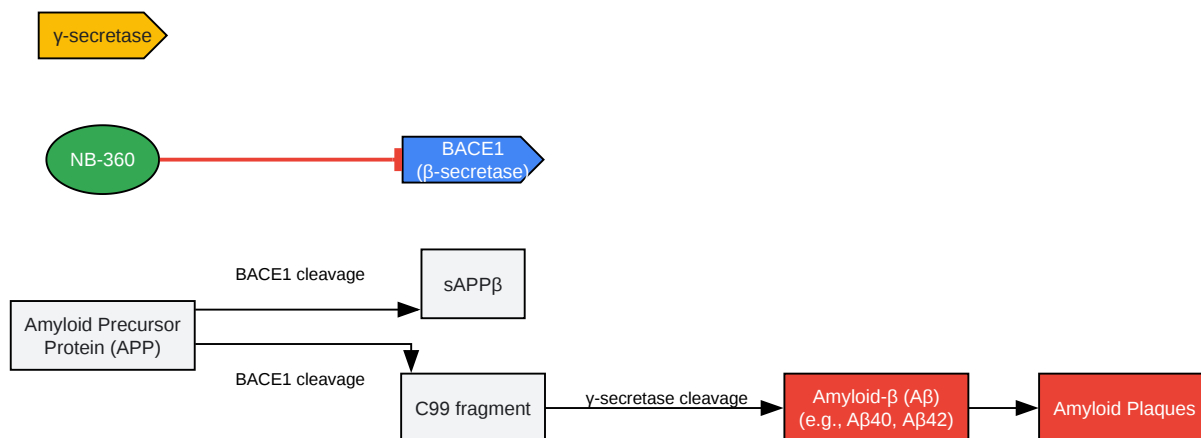 γ-secretase
NB-360
BACE1
(β-secretase)
BACE1 cleavage
sAPPβ
Amyloid Precursor
Protein (APP)
BACE1 cleavage
C99 fragment
γ-secretase cleavage
Amyloid-β (Aβ)
(e.g., Aβ40, Aβ42)
Amyloid Plaques